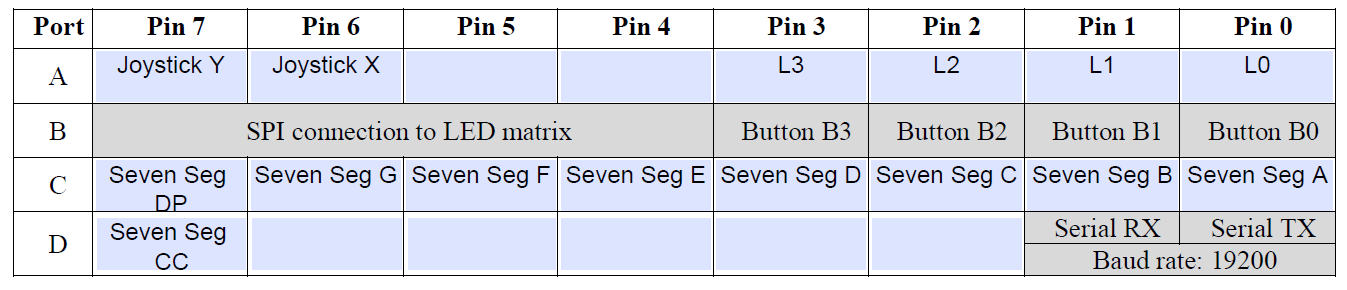 Port Pin 7 Pin 6 Pin 5 Pin 4 Pin 3 Pin 2 Pin 1 Pin 0
A Joystick Y Joystick X L3 L2 L1 L0
B SPI connection to LED matrix Button B3 Button B2 Button B1 Button B0
C Seven Seg DP Seven Seg G Seven Seg F Seven Seg E Seven Seg D Seven Seg C Seven Seg B Seven Seg A
D Seven Seg CC Serial RX Serial TX
Baud rate: 19200